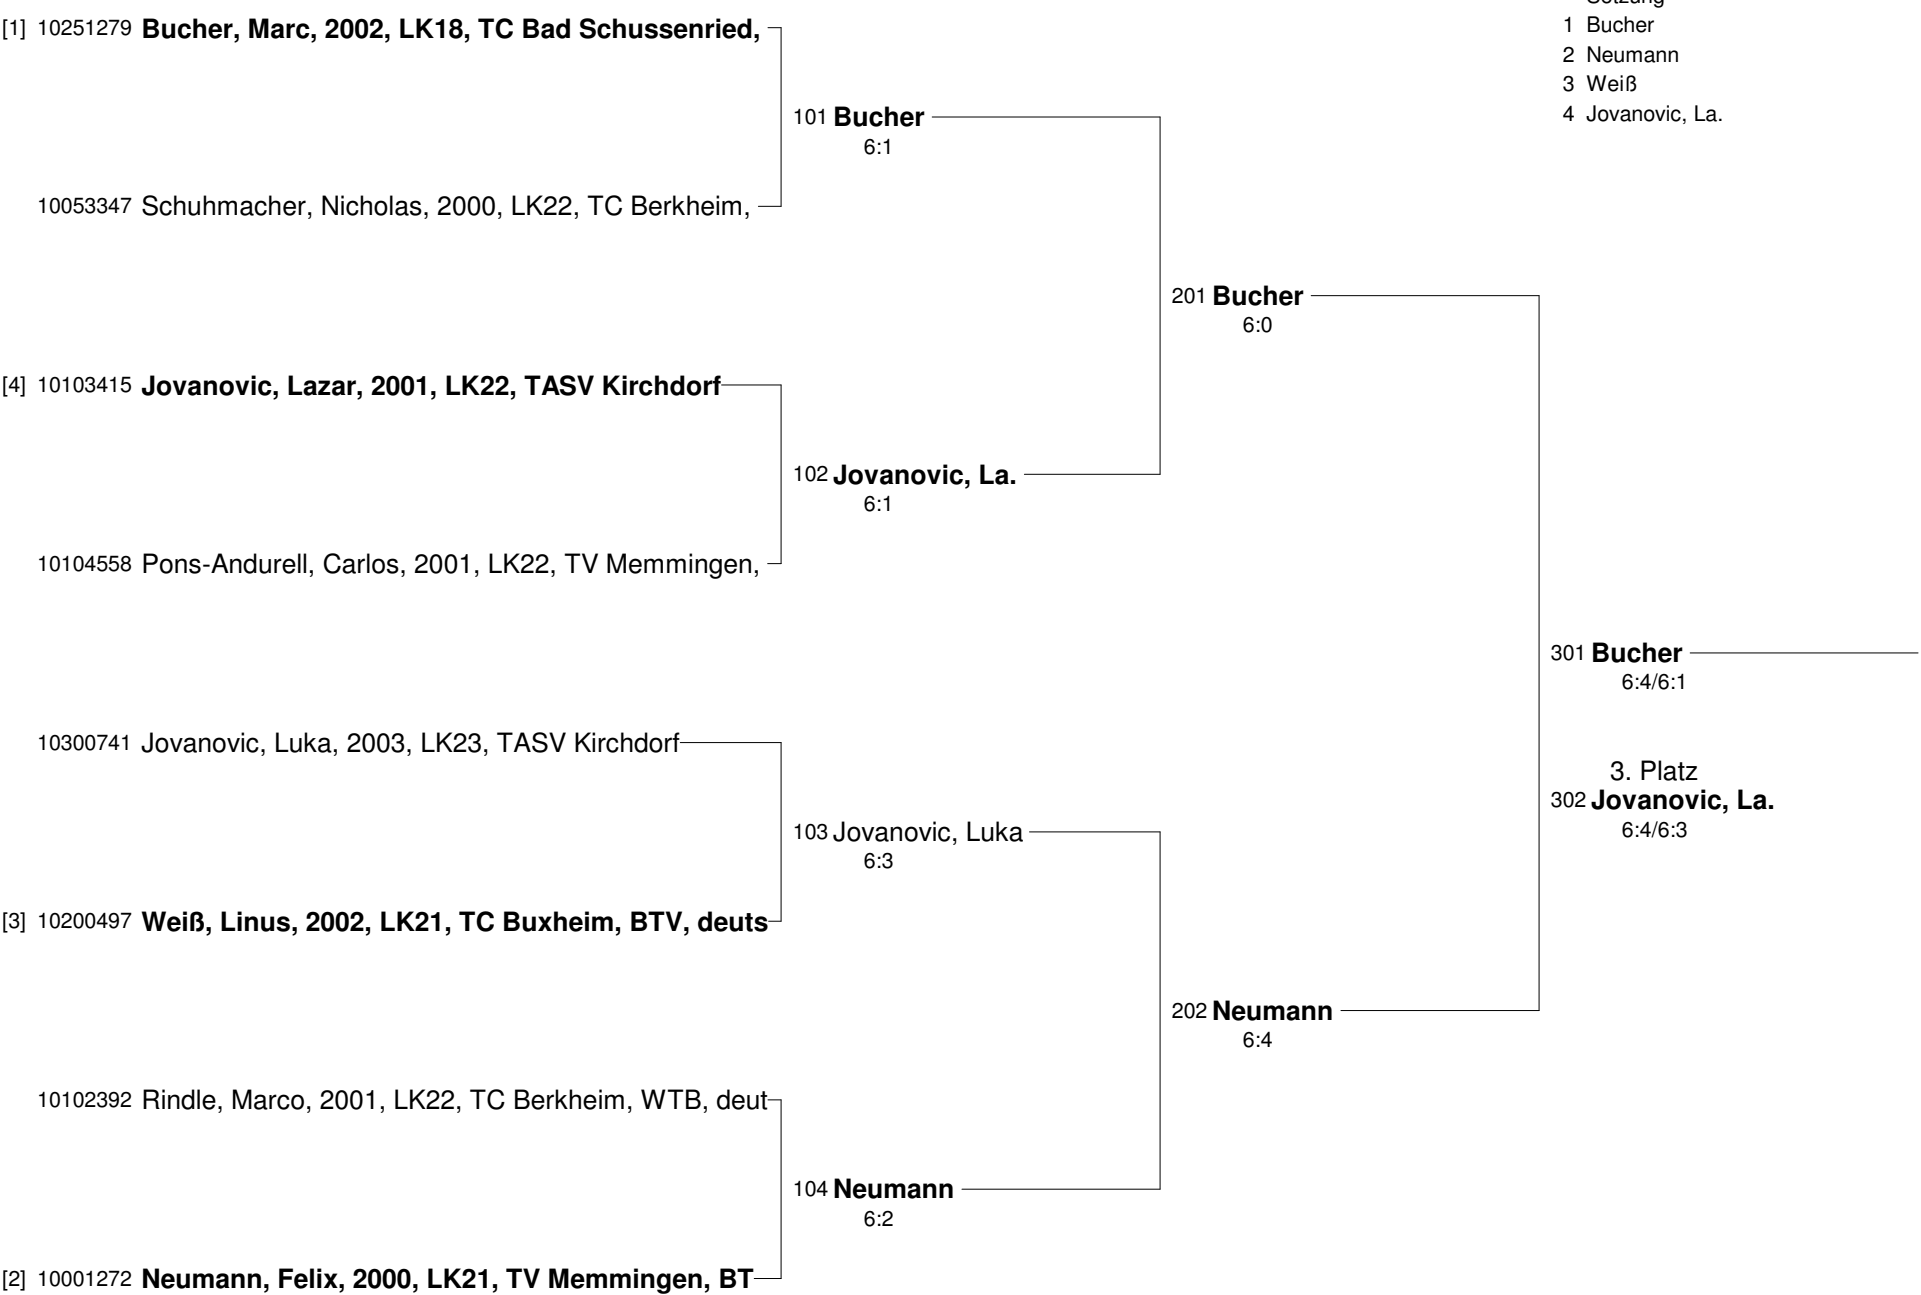 Setzung
[1] 10251279 Bucher, Marc, 2002, LK18, TC Bad Schussenried,
1 Bucher
2 Neumann
3 Weiß
4 Jovanovic, La.
101 Bucher
6:1
10053347 Schuhmacher, Nicholas, 2000, LK22, TC Berkheim,
201 Bucher
6:0
[4] 10103415 Jovanovic, Lazar, 2001, LK22, TASV Kirchdorf
102 Jovanovic, La.
6:1
10104558 Pons-Andurell, Carlos, 2001, LK22, TV Memmingen,
301 Bucher
6:4/6:1
10300741 Jovanovic, Luka, 2003, LK23, TASV Kirchdorf
3. Platz
302 Jovanovic, La.
6:4/6:3
103 Jovanovic, Luka
6:3
[3] 10200497 Weiß, Linus, 2002, LK21, TC Buxheim, BTV, deuts
202 Neumann
6:4
10102392 Rindle, Marco, 2001, LK22, TC Berkheim, WTB, deut
104 Neumann
6:2
[2] 10001272 Neumann, Felix, 2000, LK21, TV Memmingen, BT